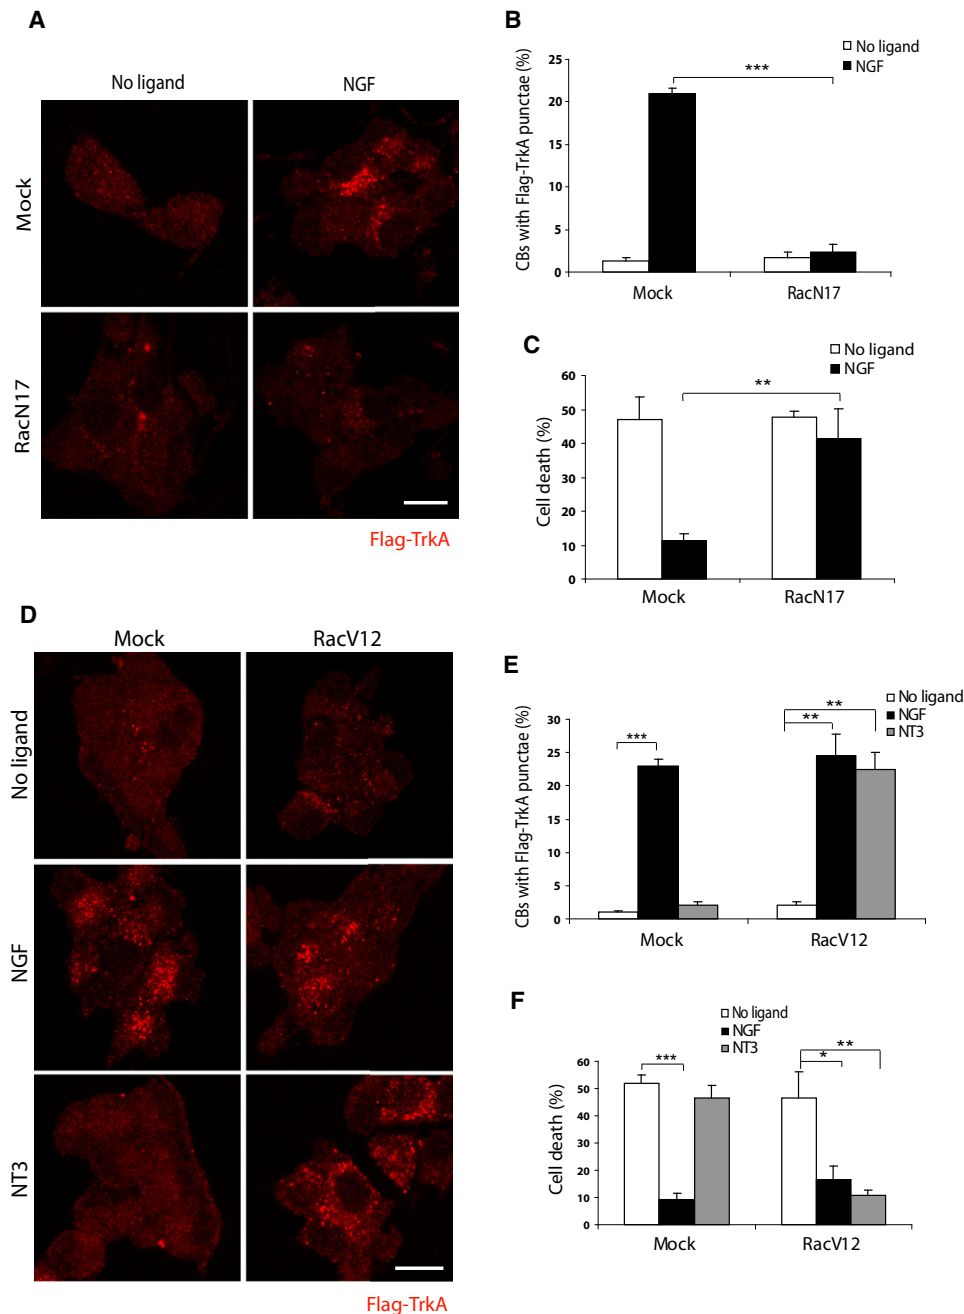 A
No ligand
NGF
Mock
RacN17
Flag-TrkA
B
No ligand
NGF
CBs with Flag-TrkA punctae (%)
25
20
15
10
5
0
***
Mock
RacN17
C
No ligand
NGF
Cell death (%)
60
50
40
30
20
10
0
**
Mock
RacN17
D
Mock
RacV12
No ligand
NGF
NT3
Flag-TrkA
E
No ligand
NGF
NT3
CBs with Flag-TrkA punctae (%)
30
25
20
15
10
5
0
***
**
**
Mock
RacV12
F
No ligand
NGF
NT3
Cell death (%)
60
50
40
30
20
10
0
***
**
*
Mock
RacV12